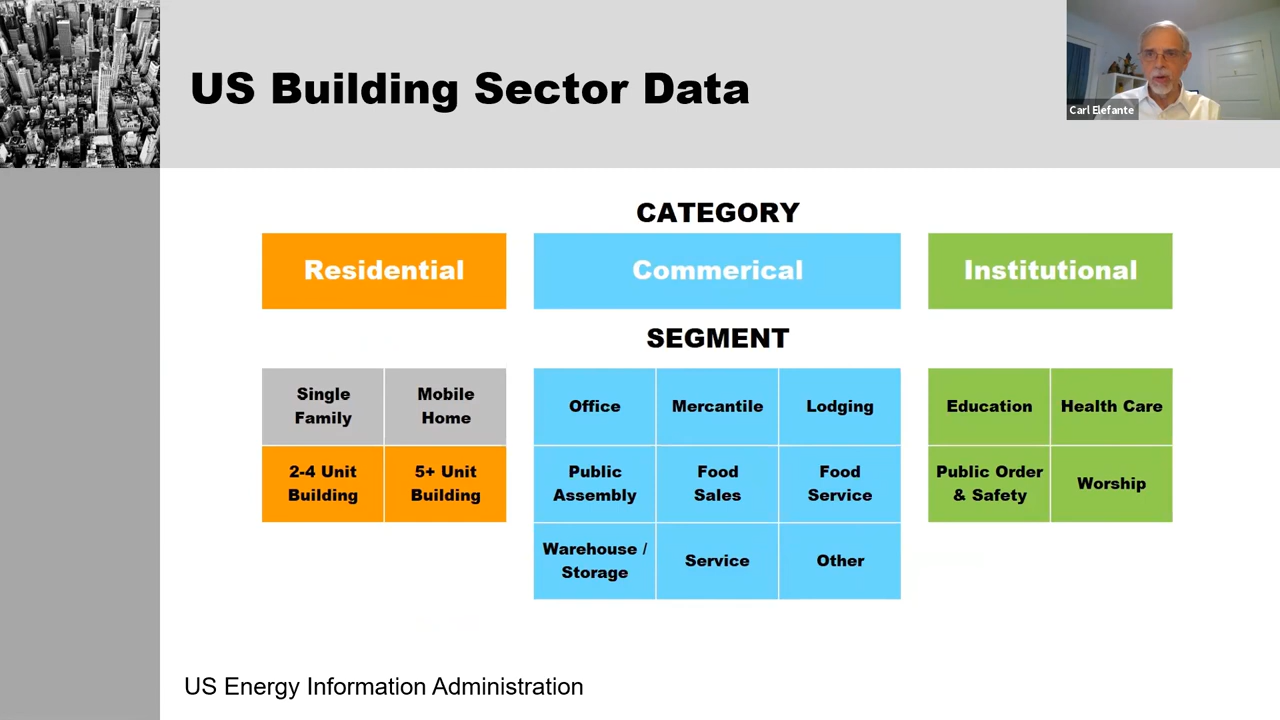 US Building Sector Data
Carl Elefante
CATEGORY
Residential
Commerical
Institutional
SEGMENT
Single
Family
Mobile
Home
Office
Mercantile
Lodging
Education
Health Care
2-4 Unit
Building
5+ Unit
Building
Public
Assembly
Food
Sales
Food
Service
Public Order
& Safety
Worship
Warehouse /
Storage
Service
Other
US Energy Information Administration